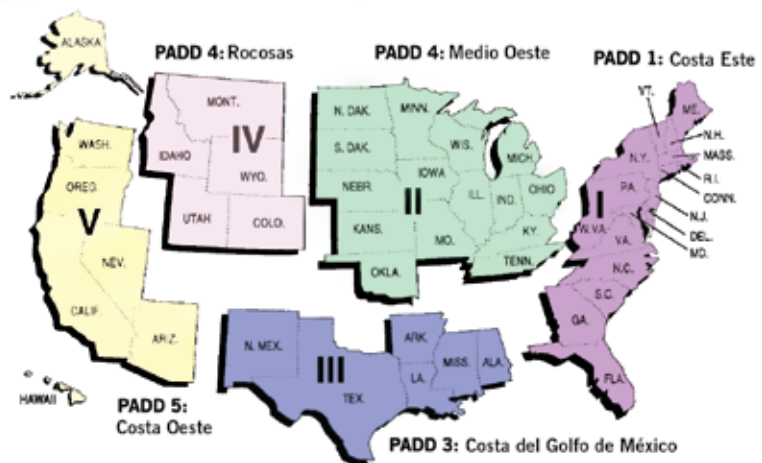 ALASKA
PADD 4: Rocosas
PADD 4: Medio Oeste
PADD 1: Costa Este
MONT.
IDAHO
IV
WYO.
UTAH
COLO.
WASH.
OREG.
V
NEV.
CALIF.
ARIZ.
HAWAII
PADD 5:
Costa Oeste
N. DAK.
MINN.
S. DAK.
WIS.
MICH.
NEBR.
IOWA
II
ILL.
IND.
OHIO
KANS.
MO.
KY.
OKLA.
TENN.
VT.
ME.
N.H.
N.Y.
MASS.
R.I.
CONN.
PA.
I
N.J.
W.VA.
DEL.
VA.
MD.
N.C.
S.C.
GA.
FLA.
N. MEX.
III
TEX.
ARK.
LA.
MISS.
ALA.
PADD 3: Costa del Golfo de México